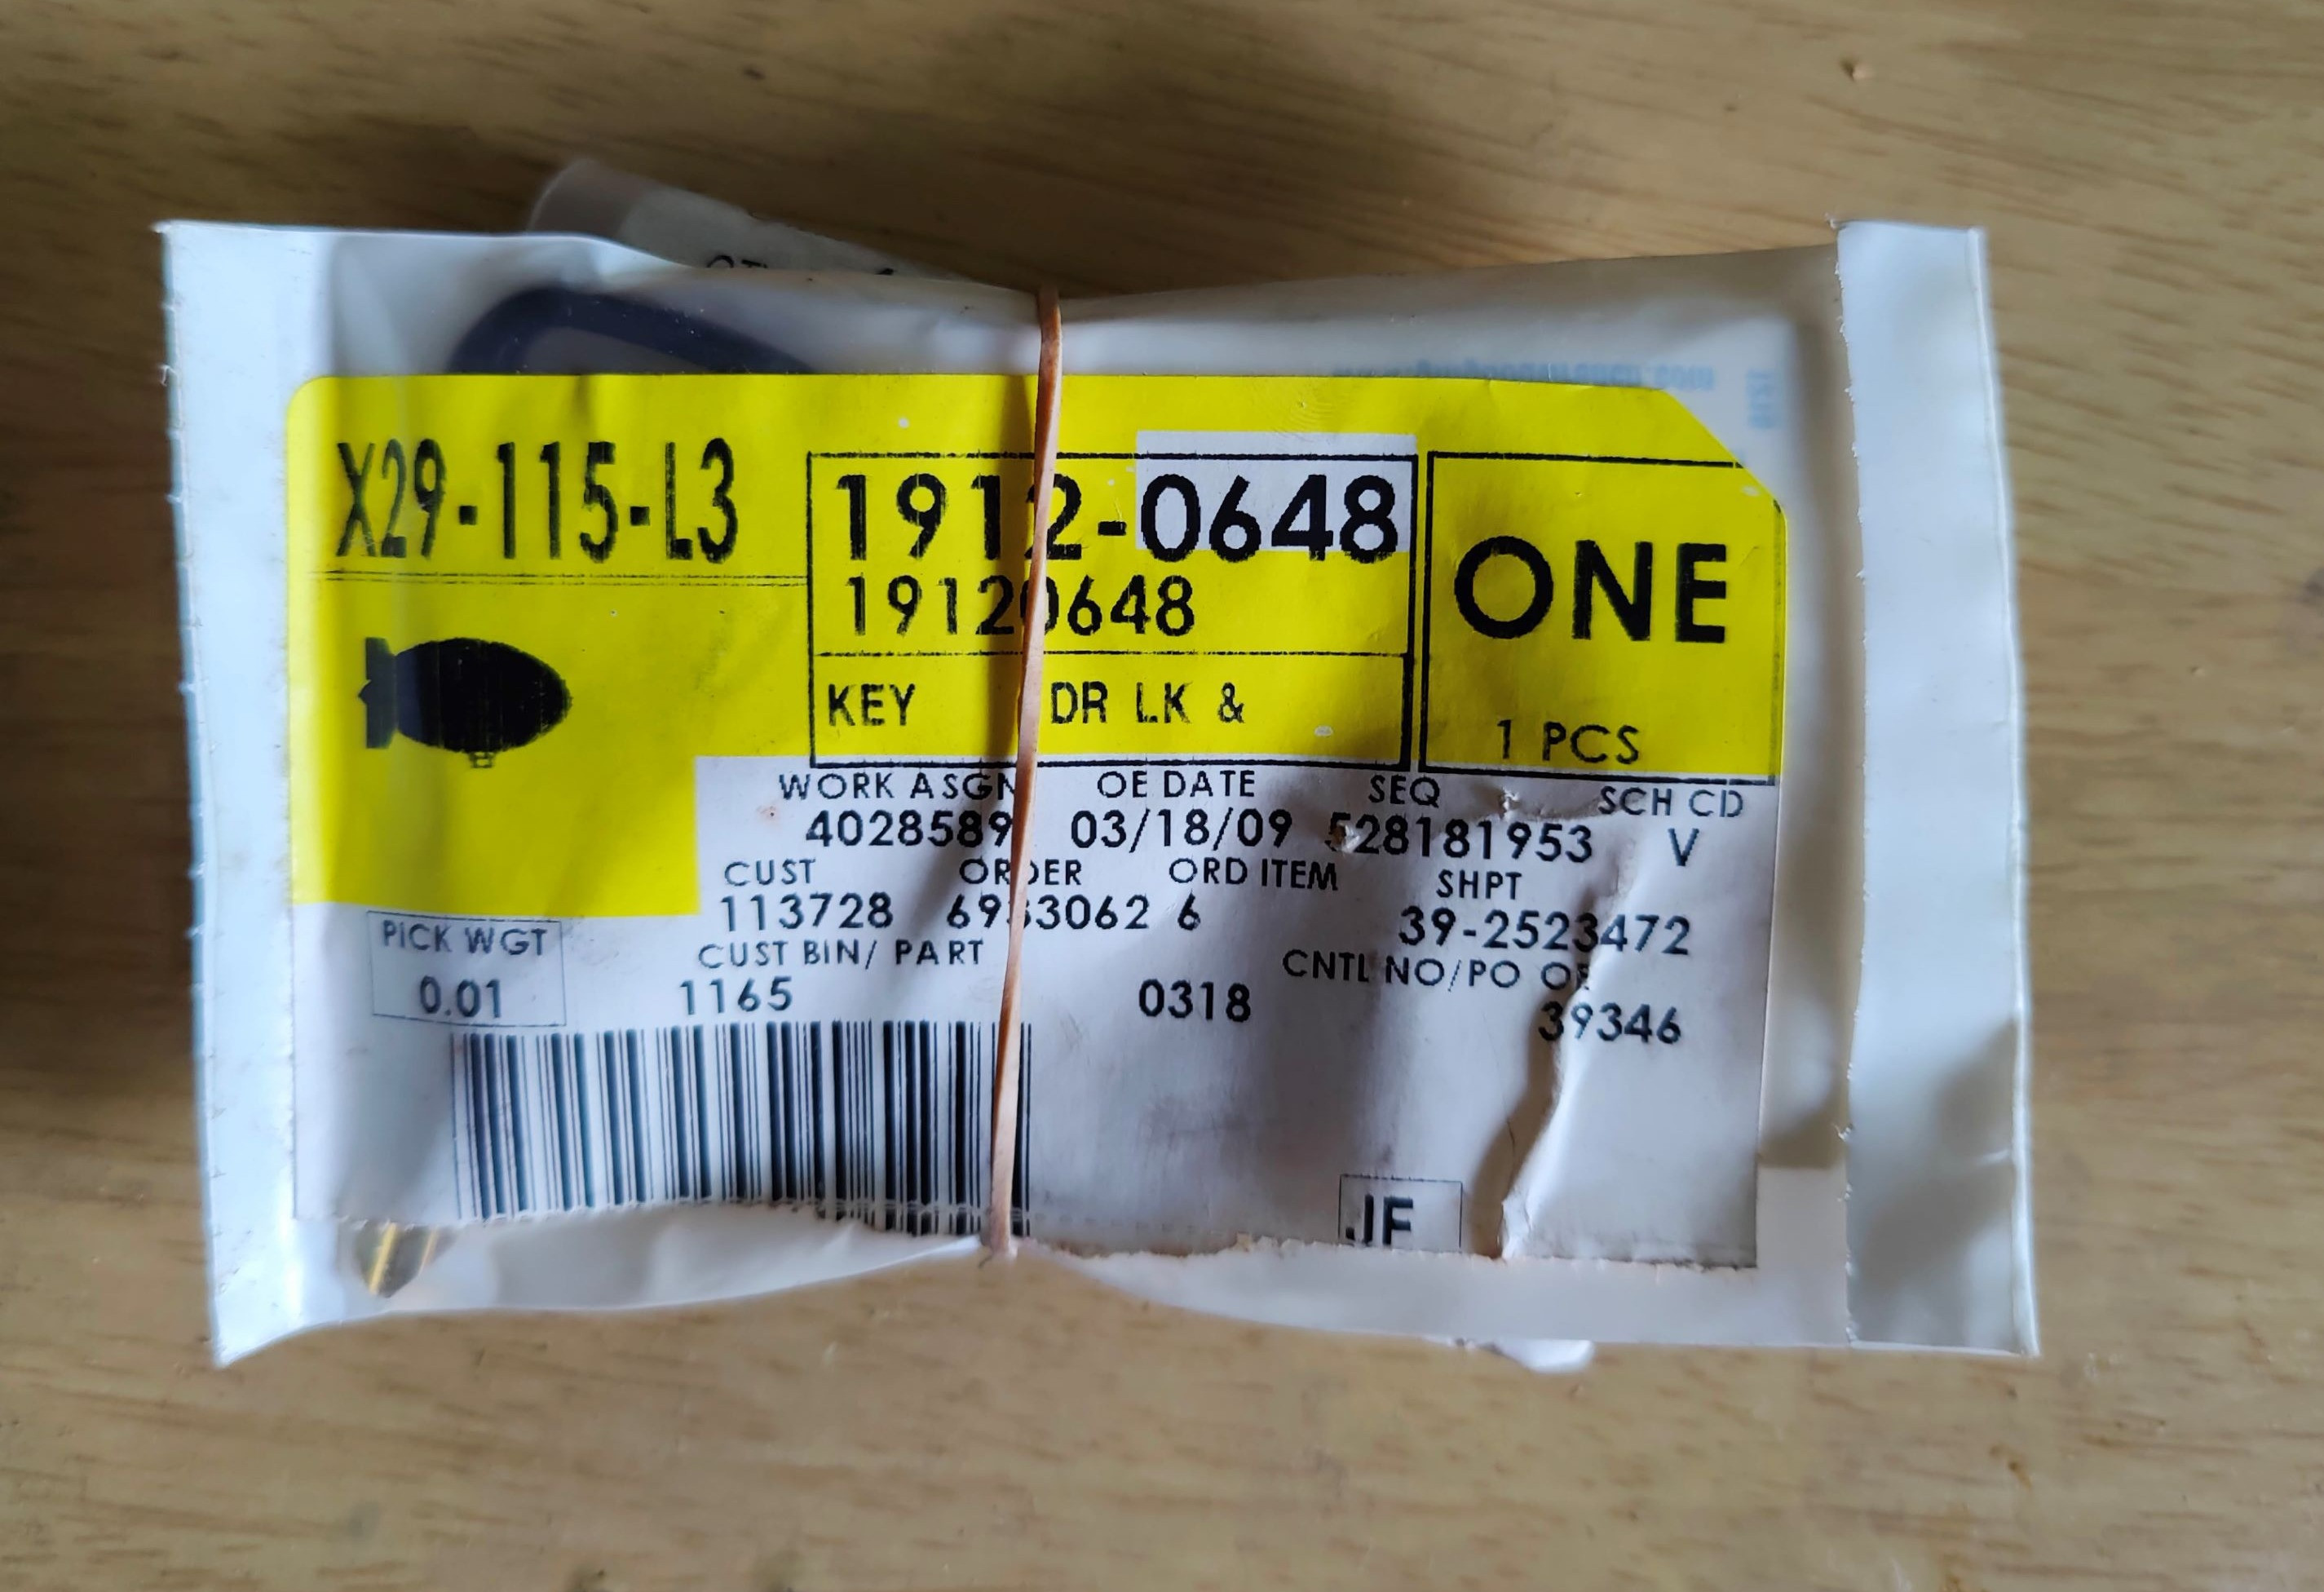 X29-115-L3
1912-0648
19120648
ONE
KEY DR LK &
1 PCS
WORK ASGN OE DATE SEQ SCH CD
4028589 03/18/09 528181953 V
CUST ORDER ORD ITEM SHPT
113728 6 39-2523472
PICK WGT CUST BIN/ PART CNTL NO/PO
0.01 1165 0318 39346
JF